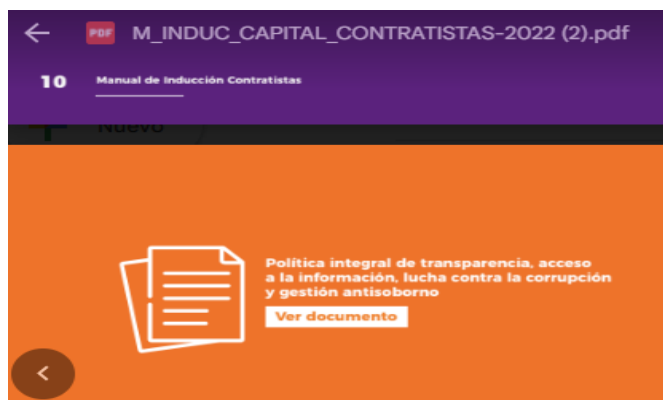 PDF M_INDUC_CAPITAL_CONTRATISTAS-2022 (2).pdf
10 Manual de Inducción Contratistas
Nuevo
Política integral de transparencia, acceso
a la información, lucha contra la corrupción
y gestión antisoborno
Ver documento